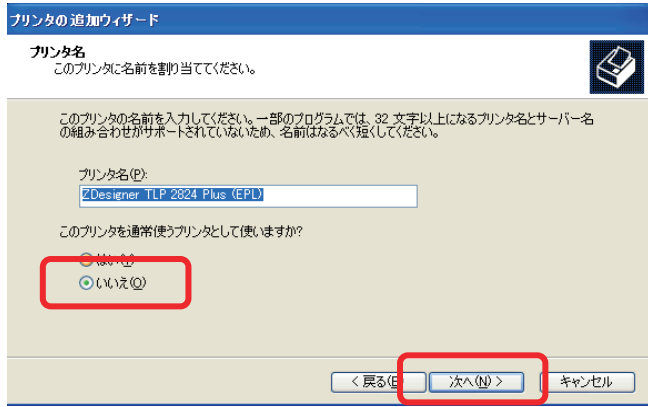 プリンタの追加ウィザード
プリンタ名
このプリンタに名前を割り当ててください。
このプリンタの名前を入力してください。一部のプログラムでは、32 文字以上になるプリンタ名とサーバー名
の組み合わせがサポートされていないため、名前はなるべく短くしてください。
プリンタ名(P):
ZDesigner TLP 2824 Plus (EPL)
このプリンタを通常使うプリンタとして使いますか?
はい(Y)
いいえ(O)
< 戻る(B
次へ(N) >
キャンセル